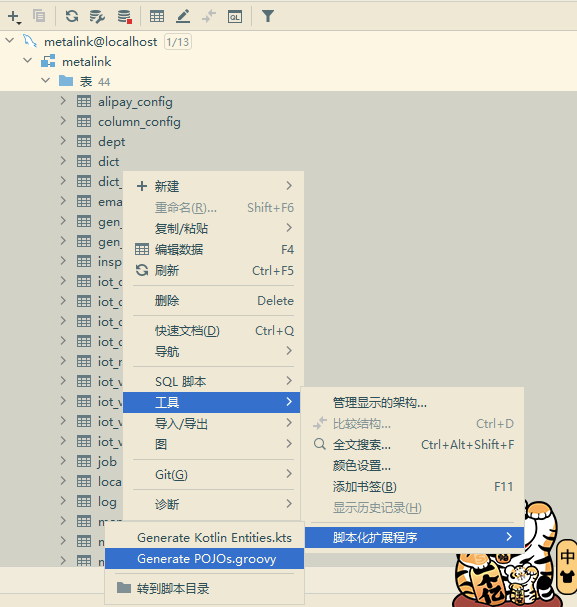 QL
metalink@localhost 1/13
metalink
表 44
alipay_config
column_config
dept
dict
dict_
ema
gen_
gen_
insp
iot_
iot_
iot_
iot_
iot_
iot_v
iot_v
iot_v
iot_v
job
loca
log
新建
重命名(R)... Shift+F6
复制/粘贴
编辑数据 F4
刷新 Ctrl+F5
删除 Delete
快速文档(D) Ctrl+Q
导航
SQL 脚本
工具
导入/导出
图
Git(G)
诊断
管理显示的架构...
比较结构... Ctrl+D
全文搜索... Ctrl+Alt+Shift+F
颜色设置...
添加书签(B) F11
显示历史记录(H)
脚本化扩展程序
Generate Kotlin Entities.kts
Generate POJOs.groovy
转到脚本目录
中